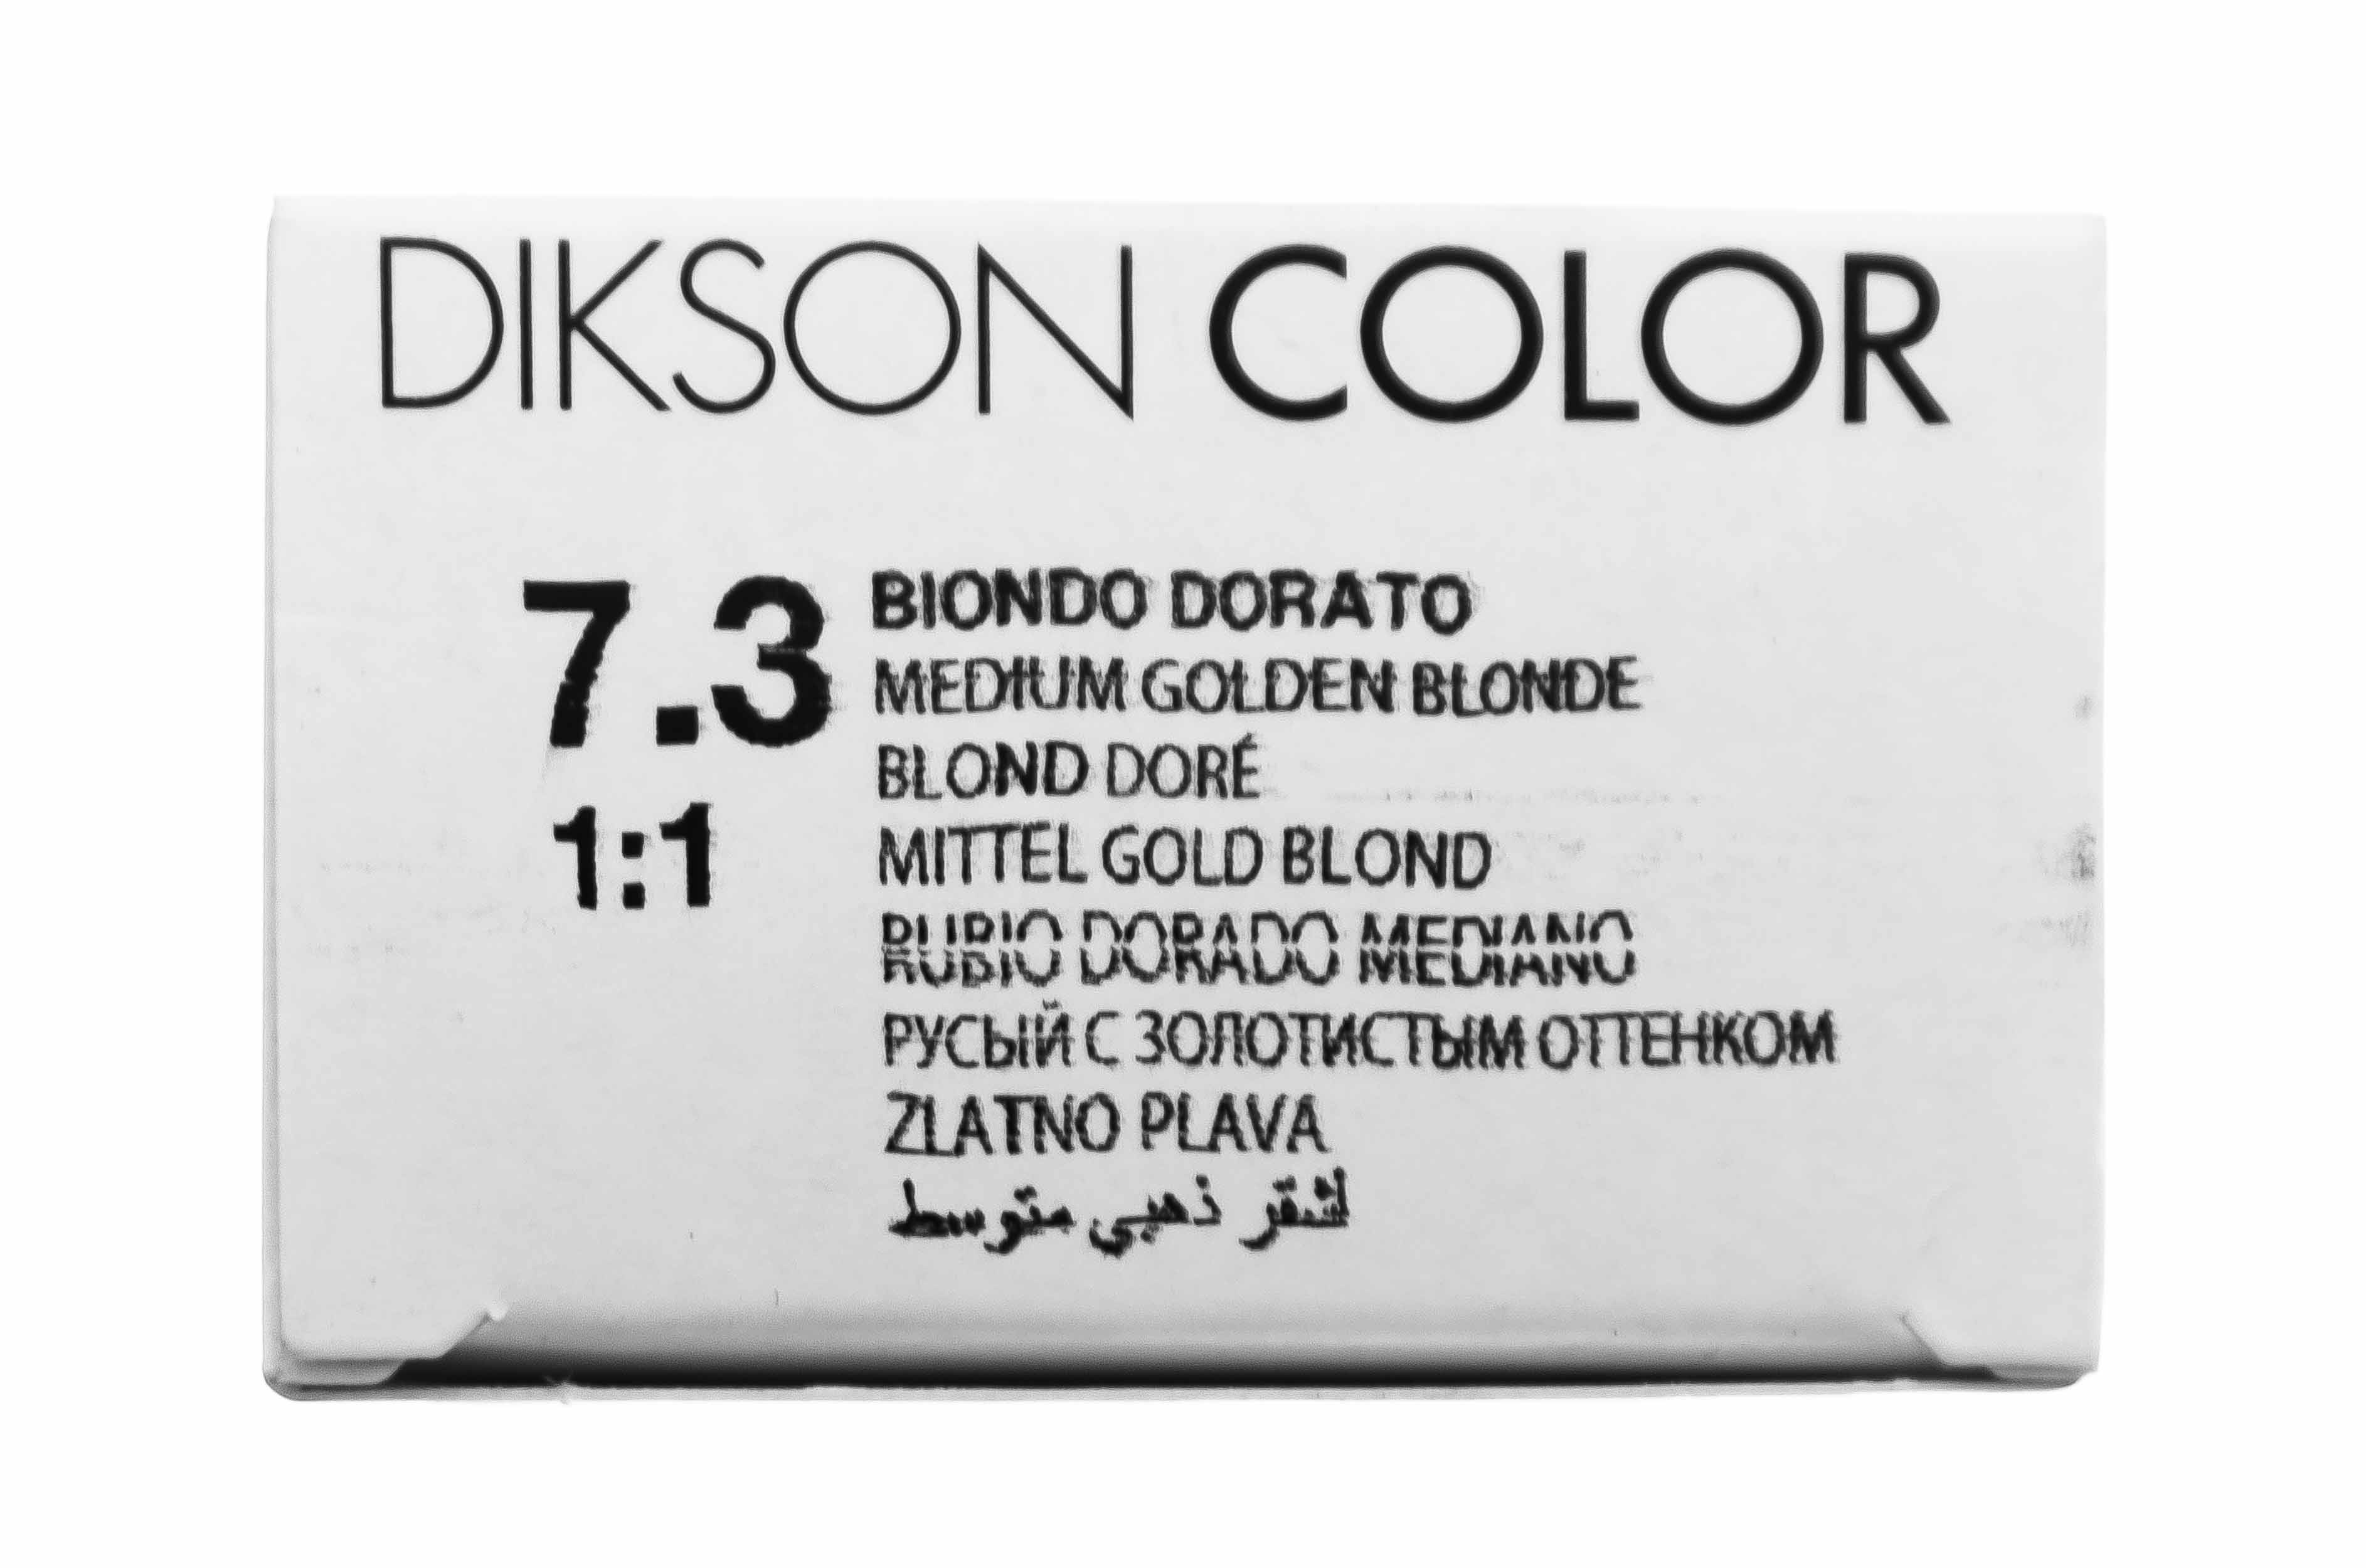 DIKSON COLOR
7.3
1:1
BIONDO DORATO
MEDIUM GOLDEN BLONDE
BLOND DORÉ
MITTEL GOLD BLOND
RUBIO DORADO MEDIANO
РУСЫЙ С ЗОЛОТИСТЫМ ОТТЕНКОМ
ZLATNO PLAVA
اشقر ذهبي متوسط